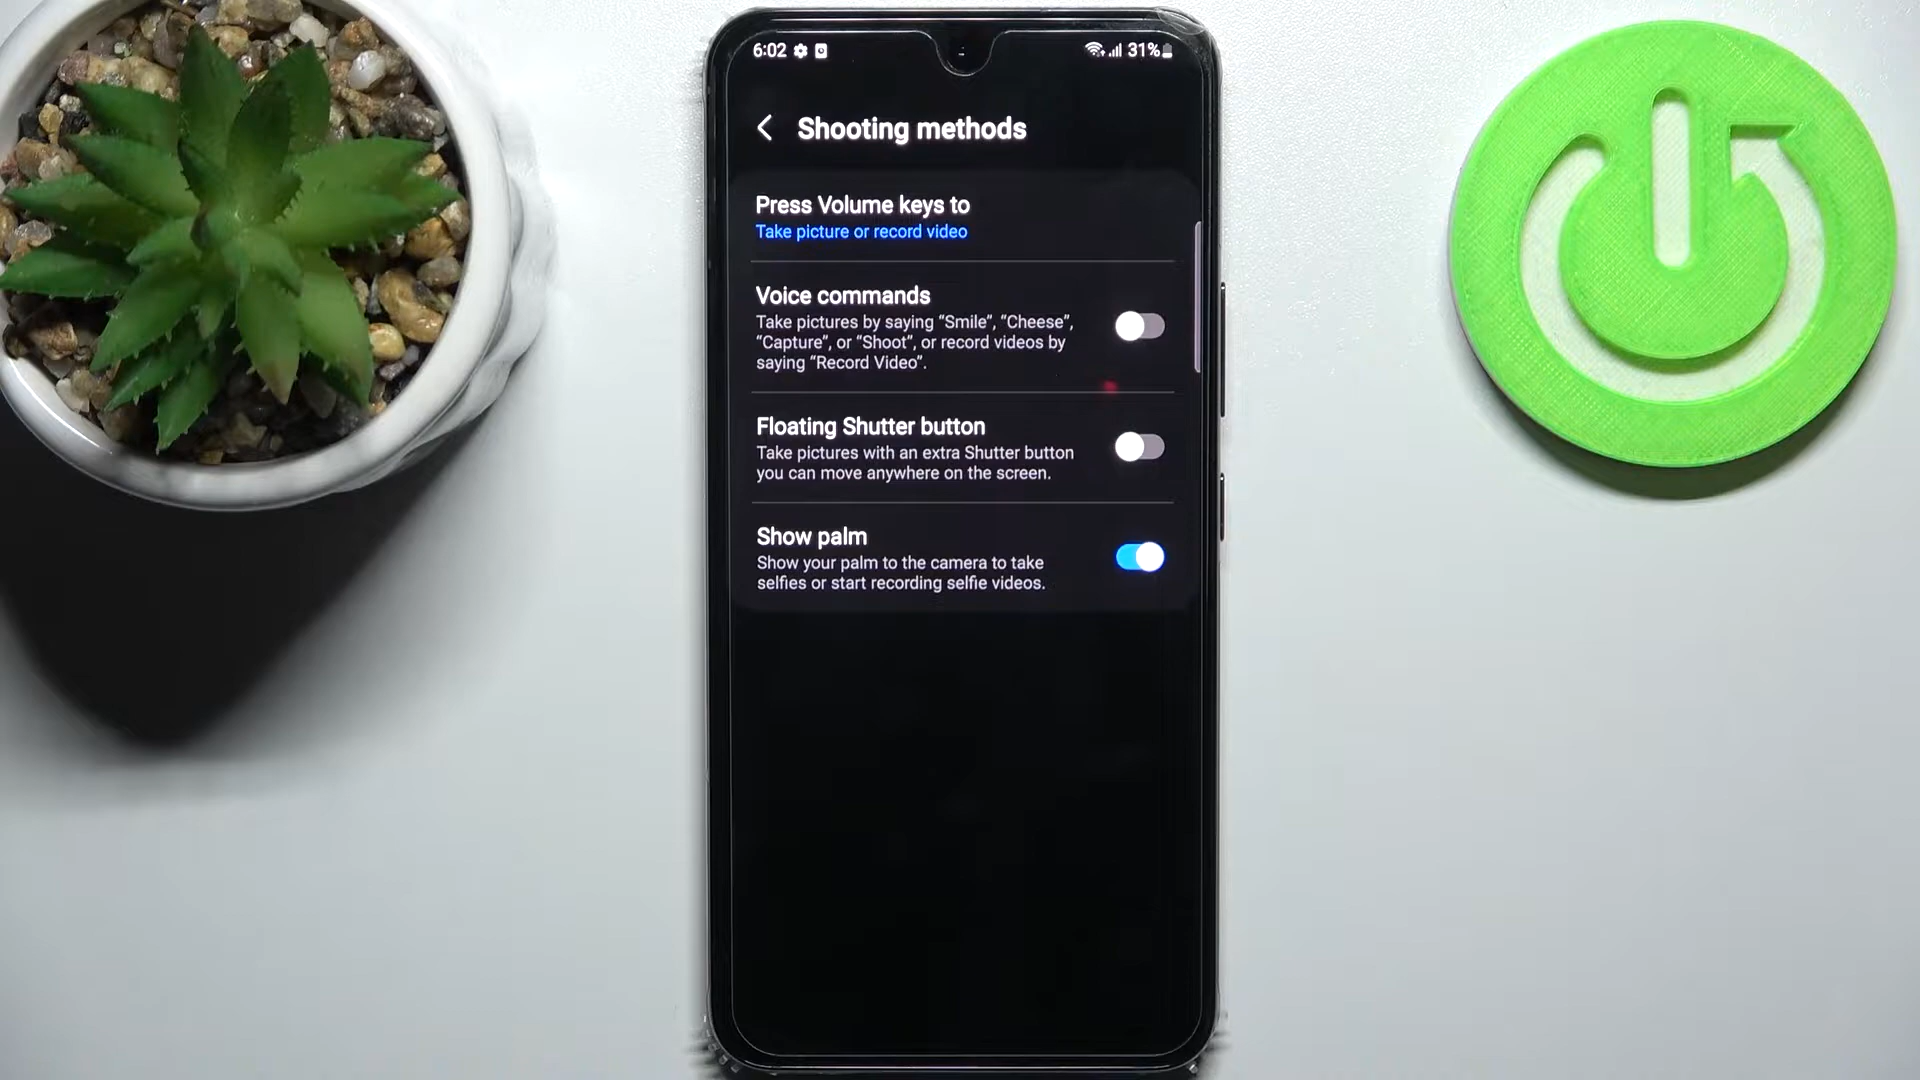 6:02 31%
Shooting methods
Press Volume keys to
Take picture or record video
Voice commands
Take pictures by saying “Smile”, “Cheese”,
“Capture”, or “Shoot”, or record videos by
saying “Record Video”.
Floating Shutter button
Take pictures with an extra Shutter button
you can move anywhere on the screen.
Show palm
Show your palm to the camera to take
selfies or start recording selfie videos.